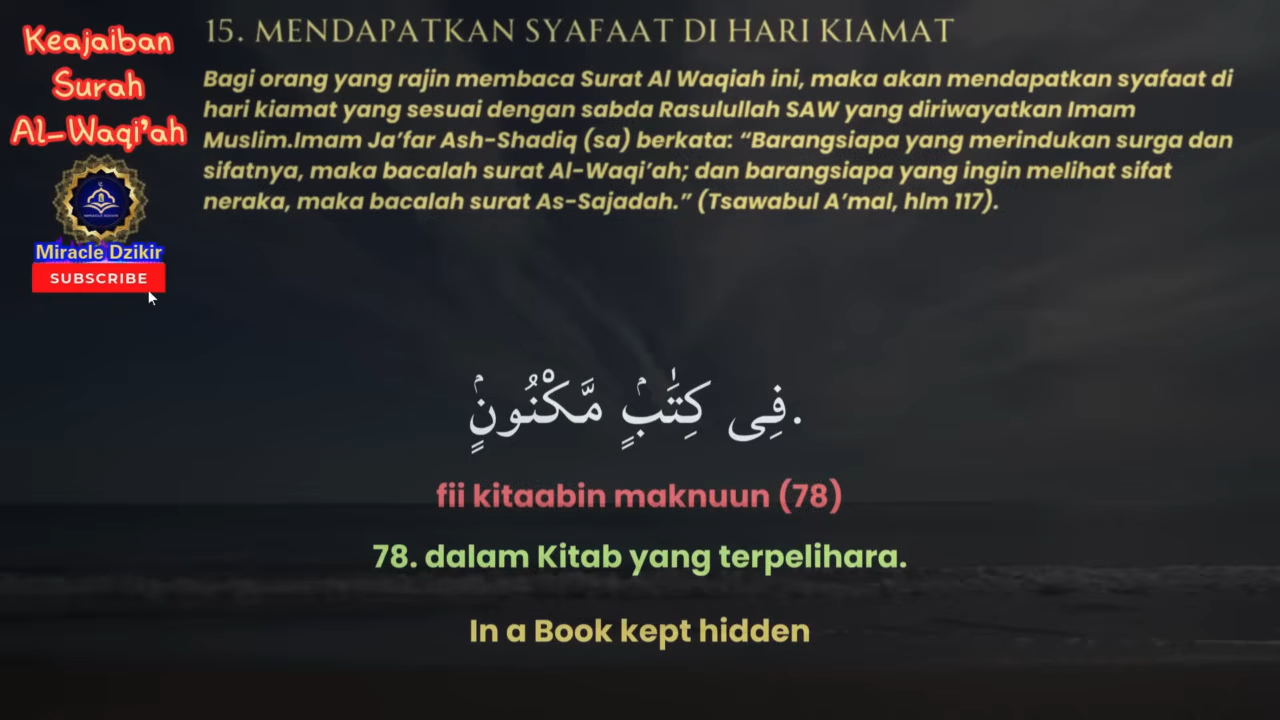 Keajaiban
Surah
Al-Waqi'ah
Miracle Dzikir
SUBSCRIBE
15. MENDAPATKAN SYAFAAT DI HARI KIAMAT
Bagi orang yang rajin membaca Surat Al Waqiah ini, maka akan mendapatkan syafaat di
hari kiamat yang sesuai dengan sabda Rasulullah SAW yang diriwayatkan Imam
Muslim.Imam Ja’far Ash-Shadiq (sa) berkata: “Barangsiapa yang merindukan surga dan
sifatnya, maka bacalah surat Al-Waqi’ah; dan barangsiapa yang ingin melihat sifat
neraka, maka bacalah surat As-Sajadah.” (Tsawabul A’mal, hlm 117).
.فِى كِتَٰبٍۢ مَّكْنُونٍۢ
fii kitaabin maknuun (78)
78. dalam Kitab yang terpelihara.
In a Book kept hidden